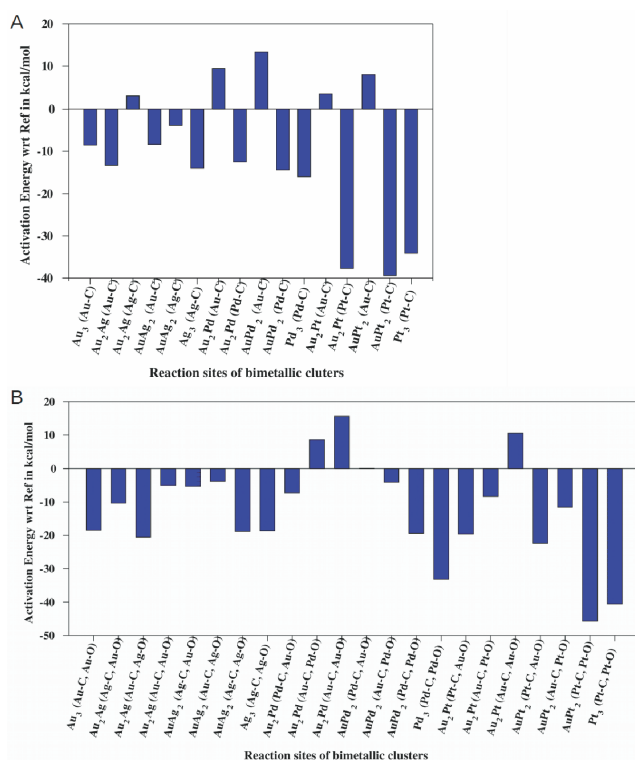 A
Activation Energy wrt Ref in kcal/mol
20
10
0
-10
-20
-30
-40
Au₃ (Au-C)
Au₂Ag (Au-C)
Au₂Ag (Ag-C)
AuAg₂ (Au-C)
AuAg₂ (Ag-C)
Ag₃ (Ag-C)
Au₂Pd (Au-C)
Au₂Pd (Pd-C)
AuPd₂ (Au-C)
AuPd₂ (Pd-C)
Pd₃ (Pd-C)
Au₂Pt (Au-C)
Au₂Pt (Pt-C)
AuPt₂ (Au-C)
AuPt₂ (Pt-C)
Pt₃ (Pt-C)
Reaction sites of bimetallic cluters
B
Activation Energy wrt Ref in kcal/mol
20
10
0
-10
-20
-30
-40
-50
Au₃ (Au-C, Au-O)
Au₂Ag (Ag-C, Au-O)
Au₂Ag (Au-C, Ag-O)
Au₂Ag (Au-C, Au-O)
AuAg₂ (Ag-C, Au-O)
AuAg₂ (Au-C, Ag-O)
AuAg₂ (Ag-C, Ag-O)
Ag₃ (Ag-C, Ag-O)
Au₂Pd (Pd-C, Au-O)
Au₂Pd (Au-C, Pd-O)
Au₂Pd (Au-C, Au-O)
AuPd₂ (Pd-C, Au-O)
AuPd₂ (Au-C, Pd-O)
AuPd₂ (Pd-C, Pd-O)
Pd₃ (Pd-C, Pd-O)
Au₂Pt (Pt-C, Au-O)
Au₂Pt (Au-C, Pt-O)
Au₂Pt (Au-C, Au-O)
AuPt₂ (Pt-C, Au-O)
AuPt₂ (Au-C, Pt-O)
AuPt₂ (Pt-C, Pt-O)
Pt₃ (Pt-C, Pt-O)
Reaction sites of bimetallic clusters